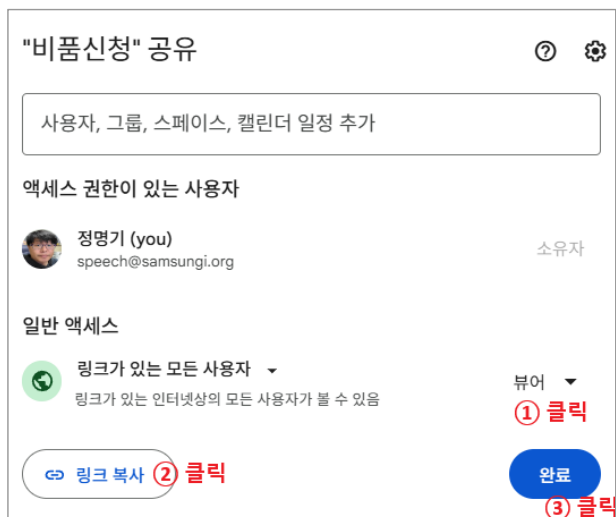 "비품신청" 공유
사용자, 그룹, 스페이스, 캘린더 일정 추가
액세스 권한이 있는 사용자
정명기 (you)
speech@samsungi.org
소유자
일반 액세스
링크가 있는 모든 사용자
링크가 있는 인터넷상의 모든 사용자가 볼 수 있음
뷰어
① 클릭
링크 복사 ② 클릭
완료
③ 클릭